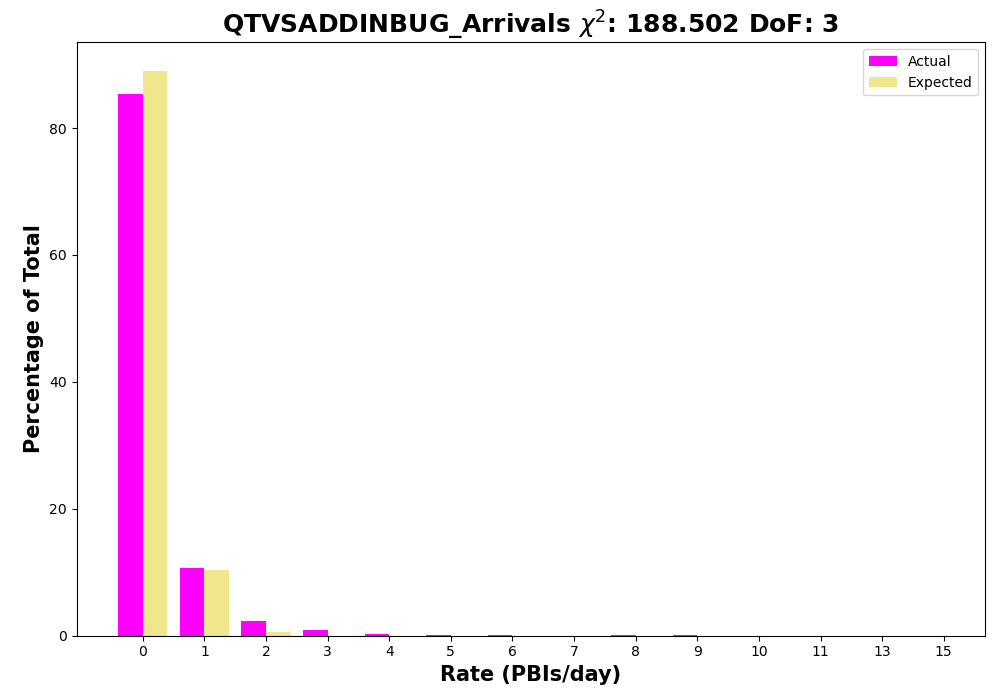 QTVSADDINBUG_Arrivals χ²: 188.502 DoF: 3
Actual
Expected
Percentage of Total
80
60
40
20
0
0 1 2 3 4 5 6 7 8 9 10 11 13 15
Rate (PBIs/day)